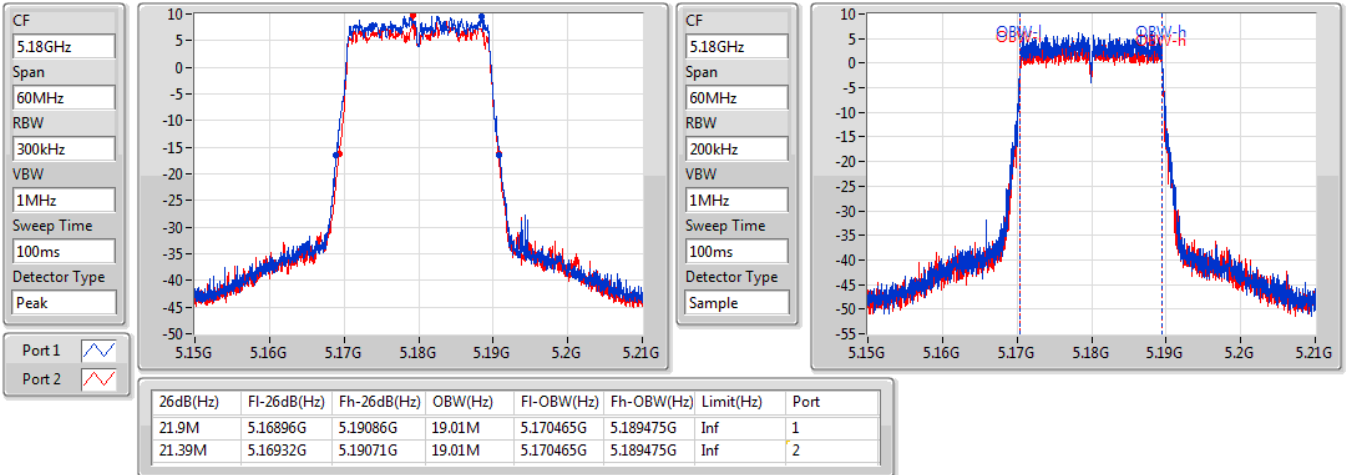 CF
5.18GHz
Span
60MHz
RBW
300kHz
VBW
1MHz
Sweep Time
100ms
Detector Type
Peak
Port 1
Port 2
10
5
0
-5
-10
-15
-20
-25
-30
-35
-40
-45
-50
5.15G 5.16G 5.17G 5.18G 5.19G 5.2G 5.21G
CF
5.18GHz
Span
60MHz
RBW
200kHz
VBW
1MHz
Sweep Time
100ms
Detector Type
Sample
10
5
0
-5
-10
-15
-20
-25
-30
-35
-40
-45
-50
-55
OBW-l OBW-h
OBW-l OBW-h
5.15G 5.16G 5.17G 5.18G 5.19G 5.2G 5.21G
26dB(Hz) Fl-26dB(Hz) Fh-26dB(Hz) OBW(Hz) Fl-OBW(Hz) Fh-OBW(Hz) Limit(Hz) Port
21.9M 5.16896G 5.19086G 19.01M 5.170465G 5.189475G Inf 1
21.39M 5.16932G 5.19071G 19.01M 5.170465G 5.189475G Inf 2